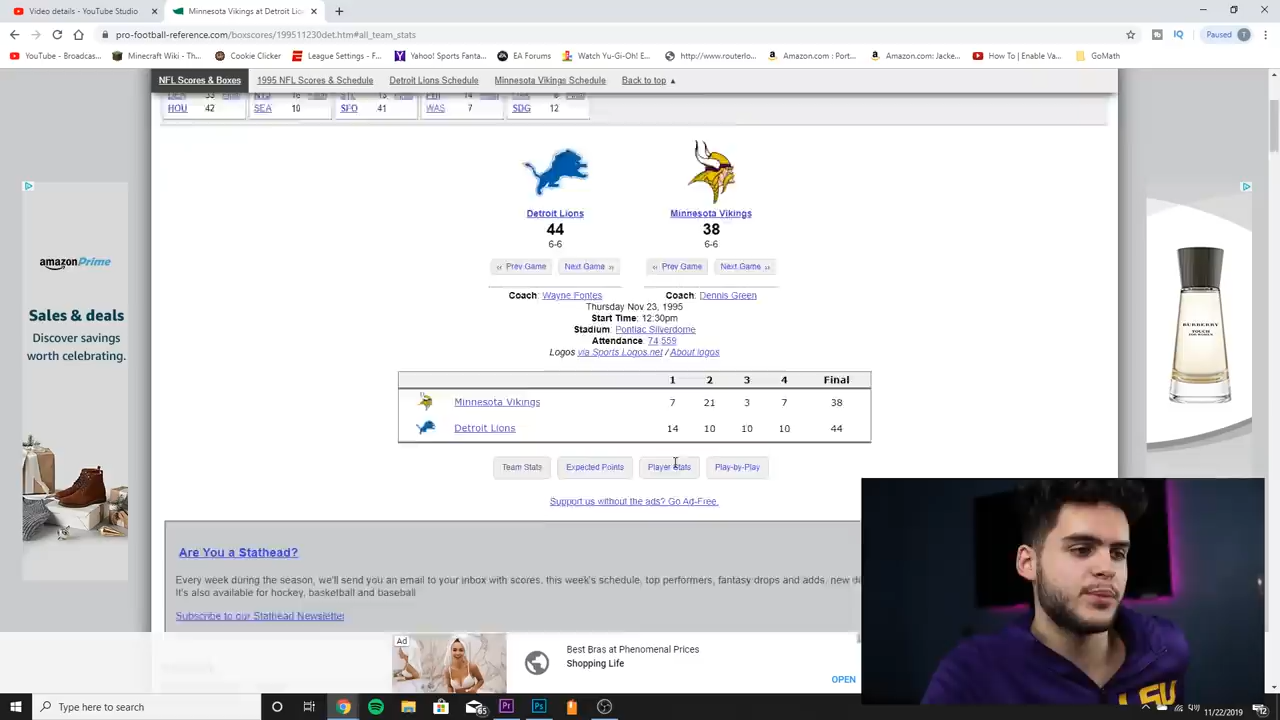 Video details - YouTube Studio
Minnesota Vikings at Detroit Lion
pro-football-reference.com/boxscores/199511230det.htm#all_team_stats
Paused
T
YouTube - Broadcas...
Minecraft Wiki - Th...
Cookie Clicker
League Settings - F...
Yahoo! Sports Fanta...
EA Forums
Watch Yu-Gi-Oh! E...
http://www.routerlo...
Amazon.com : Port...
Amazon.com: Jacke...
How To | Enable Va...
GoMath
NFL Scores & Boxes
1995 NFL Scores & Schedule
Detroit Lions Schedule
Minnesota Vikings Schedule
Back to top ▲
HOU 42
SEA 10
SFO 41
WAS 7
SDG 12
Detroit Lions
Minnesota Vikings
44
38
6-6
6-6
‹‹ Prev Game
Next Game ››
‹‹ Prev Game
Next Game ››
Coach: Wayne Fontes
Coach: Dennis Green
Thursday Nov 23, 1995
Start Time: 12:30pm
Stadium: Pontiac Silverdome
Attendance: 74,559
Logos via Sports Logos.net / About logos
1 2 3 4 Final
Minnesota Vikings 7 21 3 7 38
Detroit Lions 14 10 10 10 44
Team Stats
Expected Points
Player Stats
Play-by-Play
Support us without the ads? Go Ad-Free.
Are You a Stathead?
Every week during the season, we'll send you an email to your inbox with scores, this week's schedule, top performers, fantasy drops and adds, new di
It's also available for hockey, basketball and baseball
Subscribe to our Stathead Newsletter
amazonPrime
Sales & deals
Discover savings
worth celebrating.
BURBERRY
TOUCH
Ad
Best Bras at Phenomenal Prices
Shopping Life
OPEN
LSU
Type here to search
11/22/2019